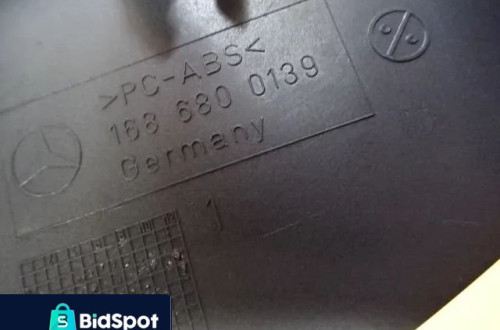 >PC-ABS<
168 680 0139
Germany
1
BidSpot